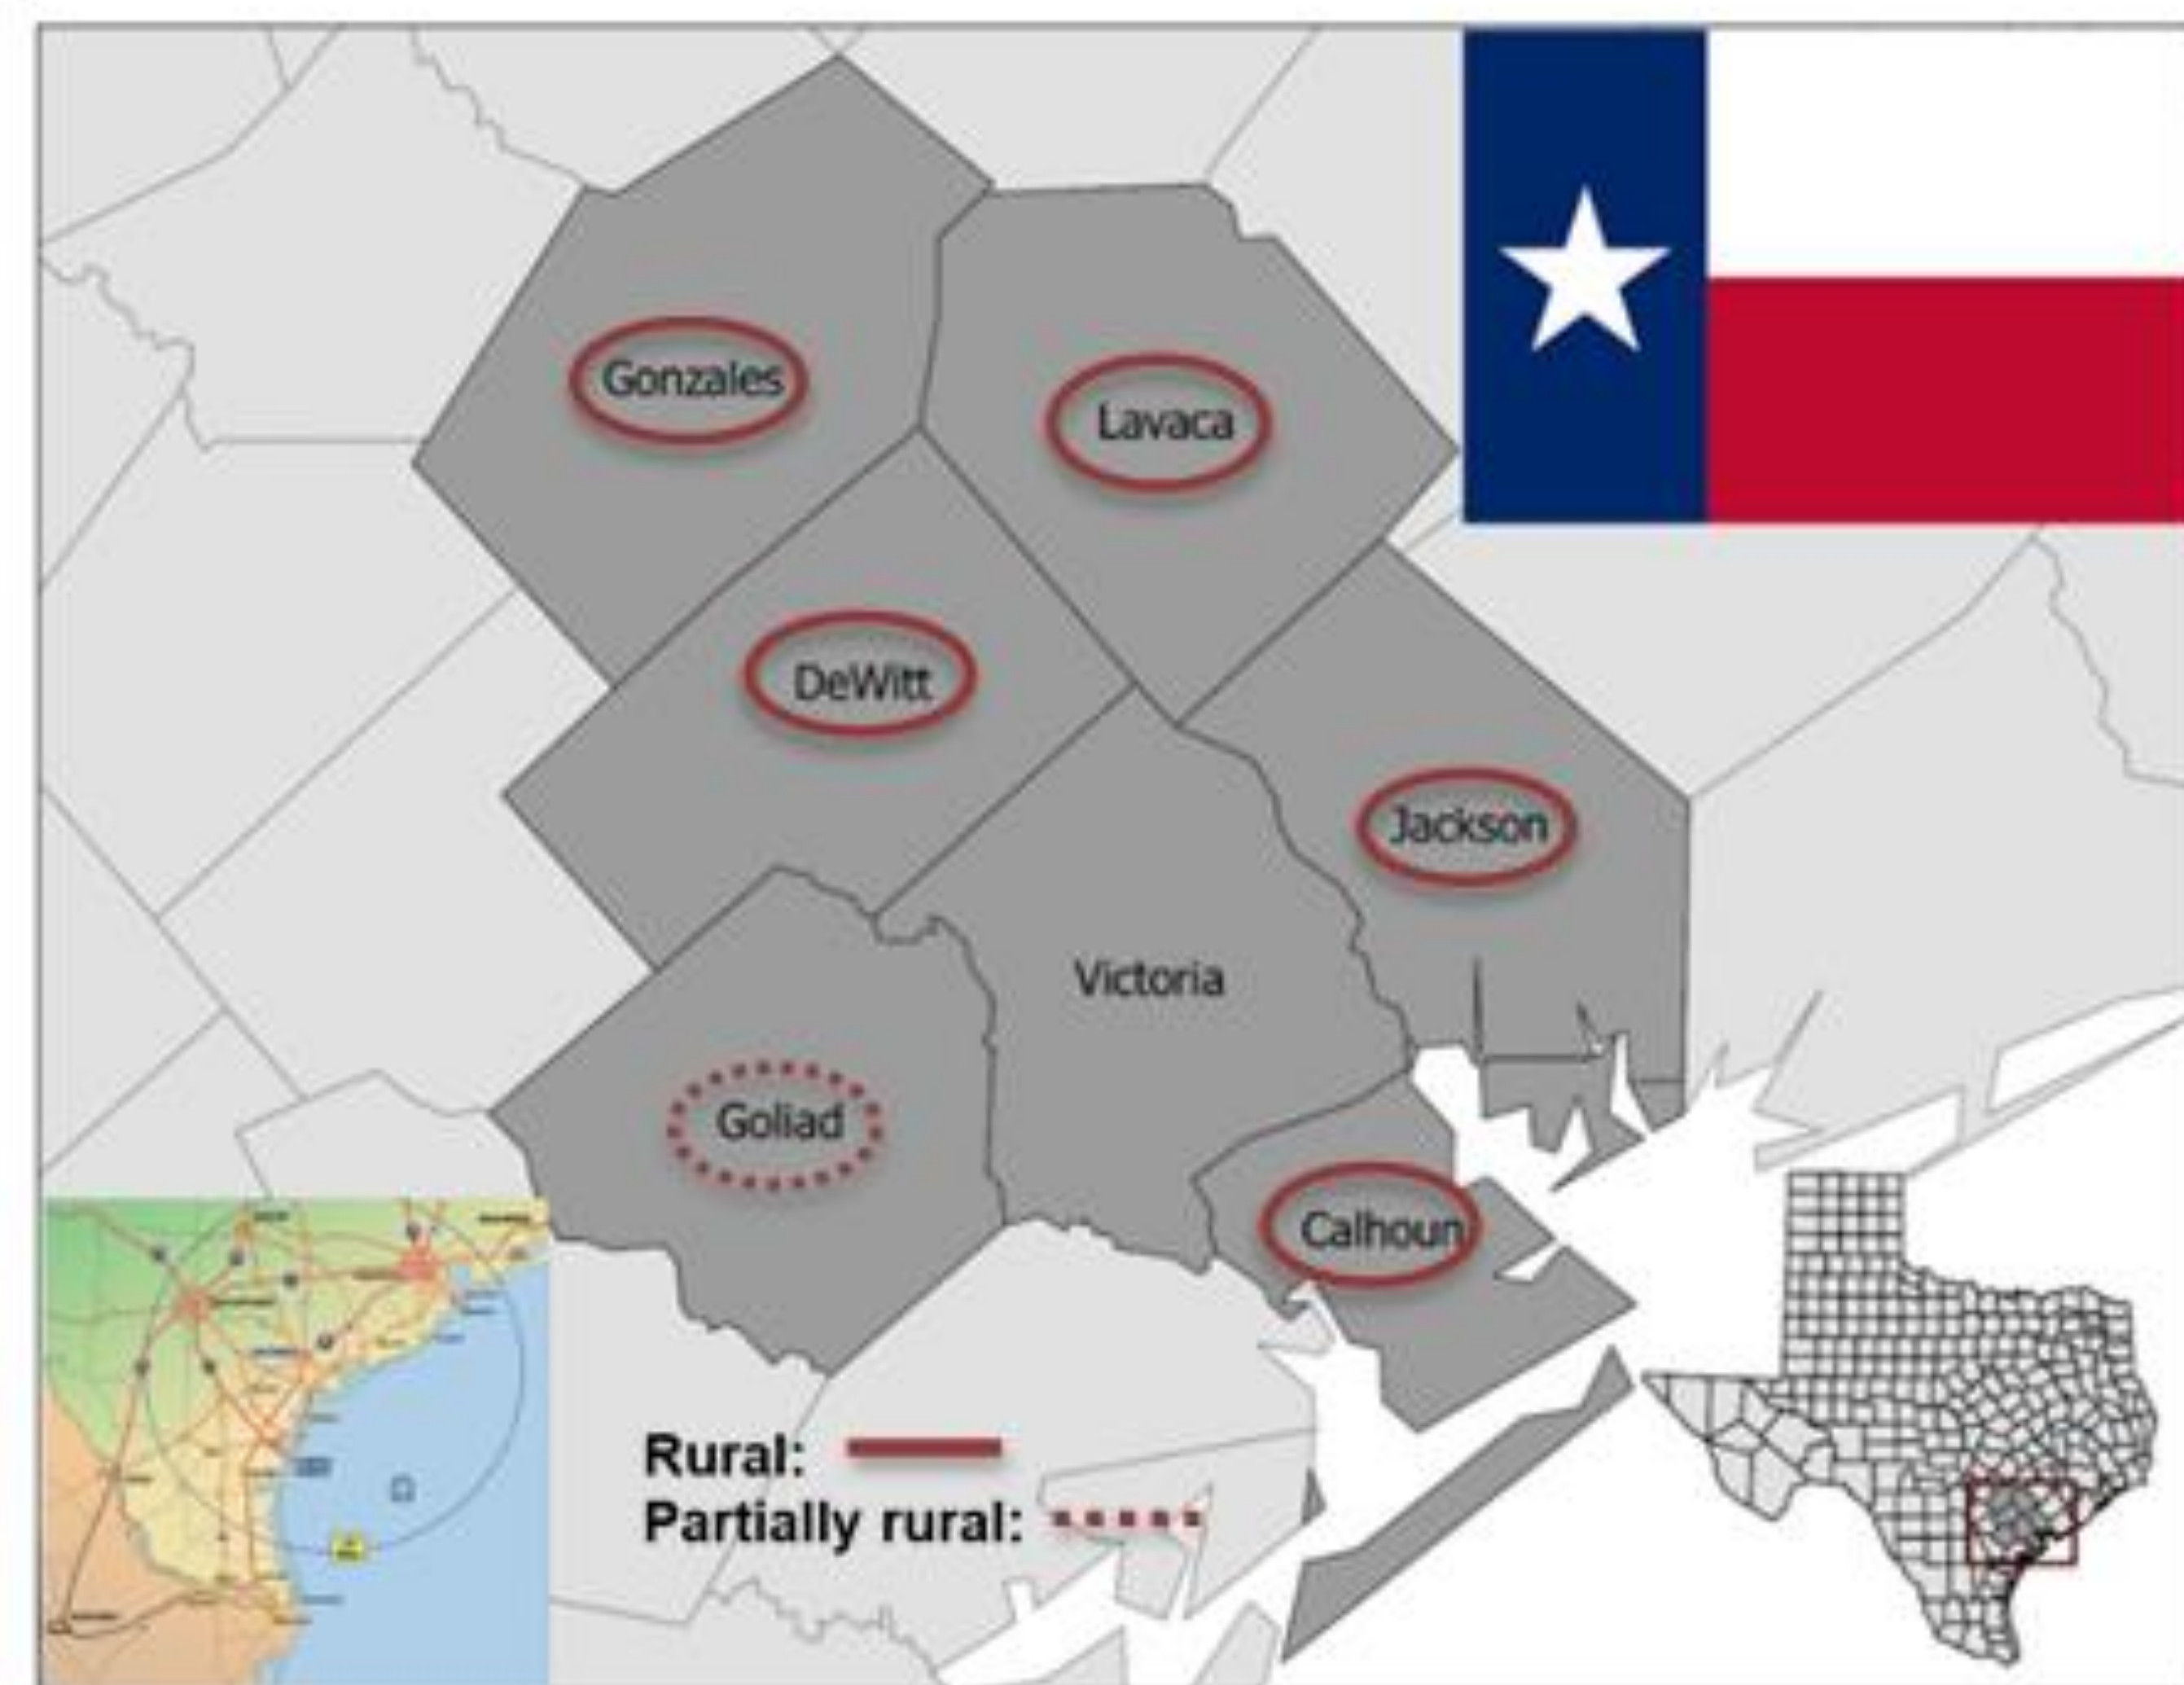 Gonzales
Lavaca
DeWitt
Jackson
Victoria
Goliad
Calhoun
Rural:
Partially rural: